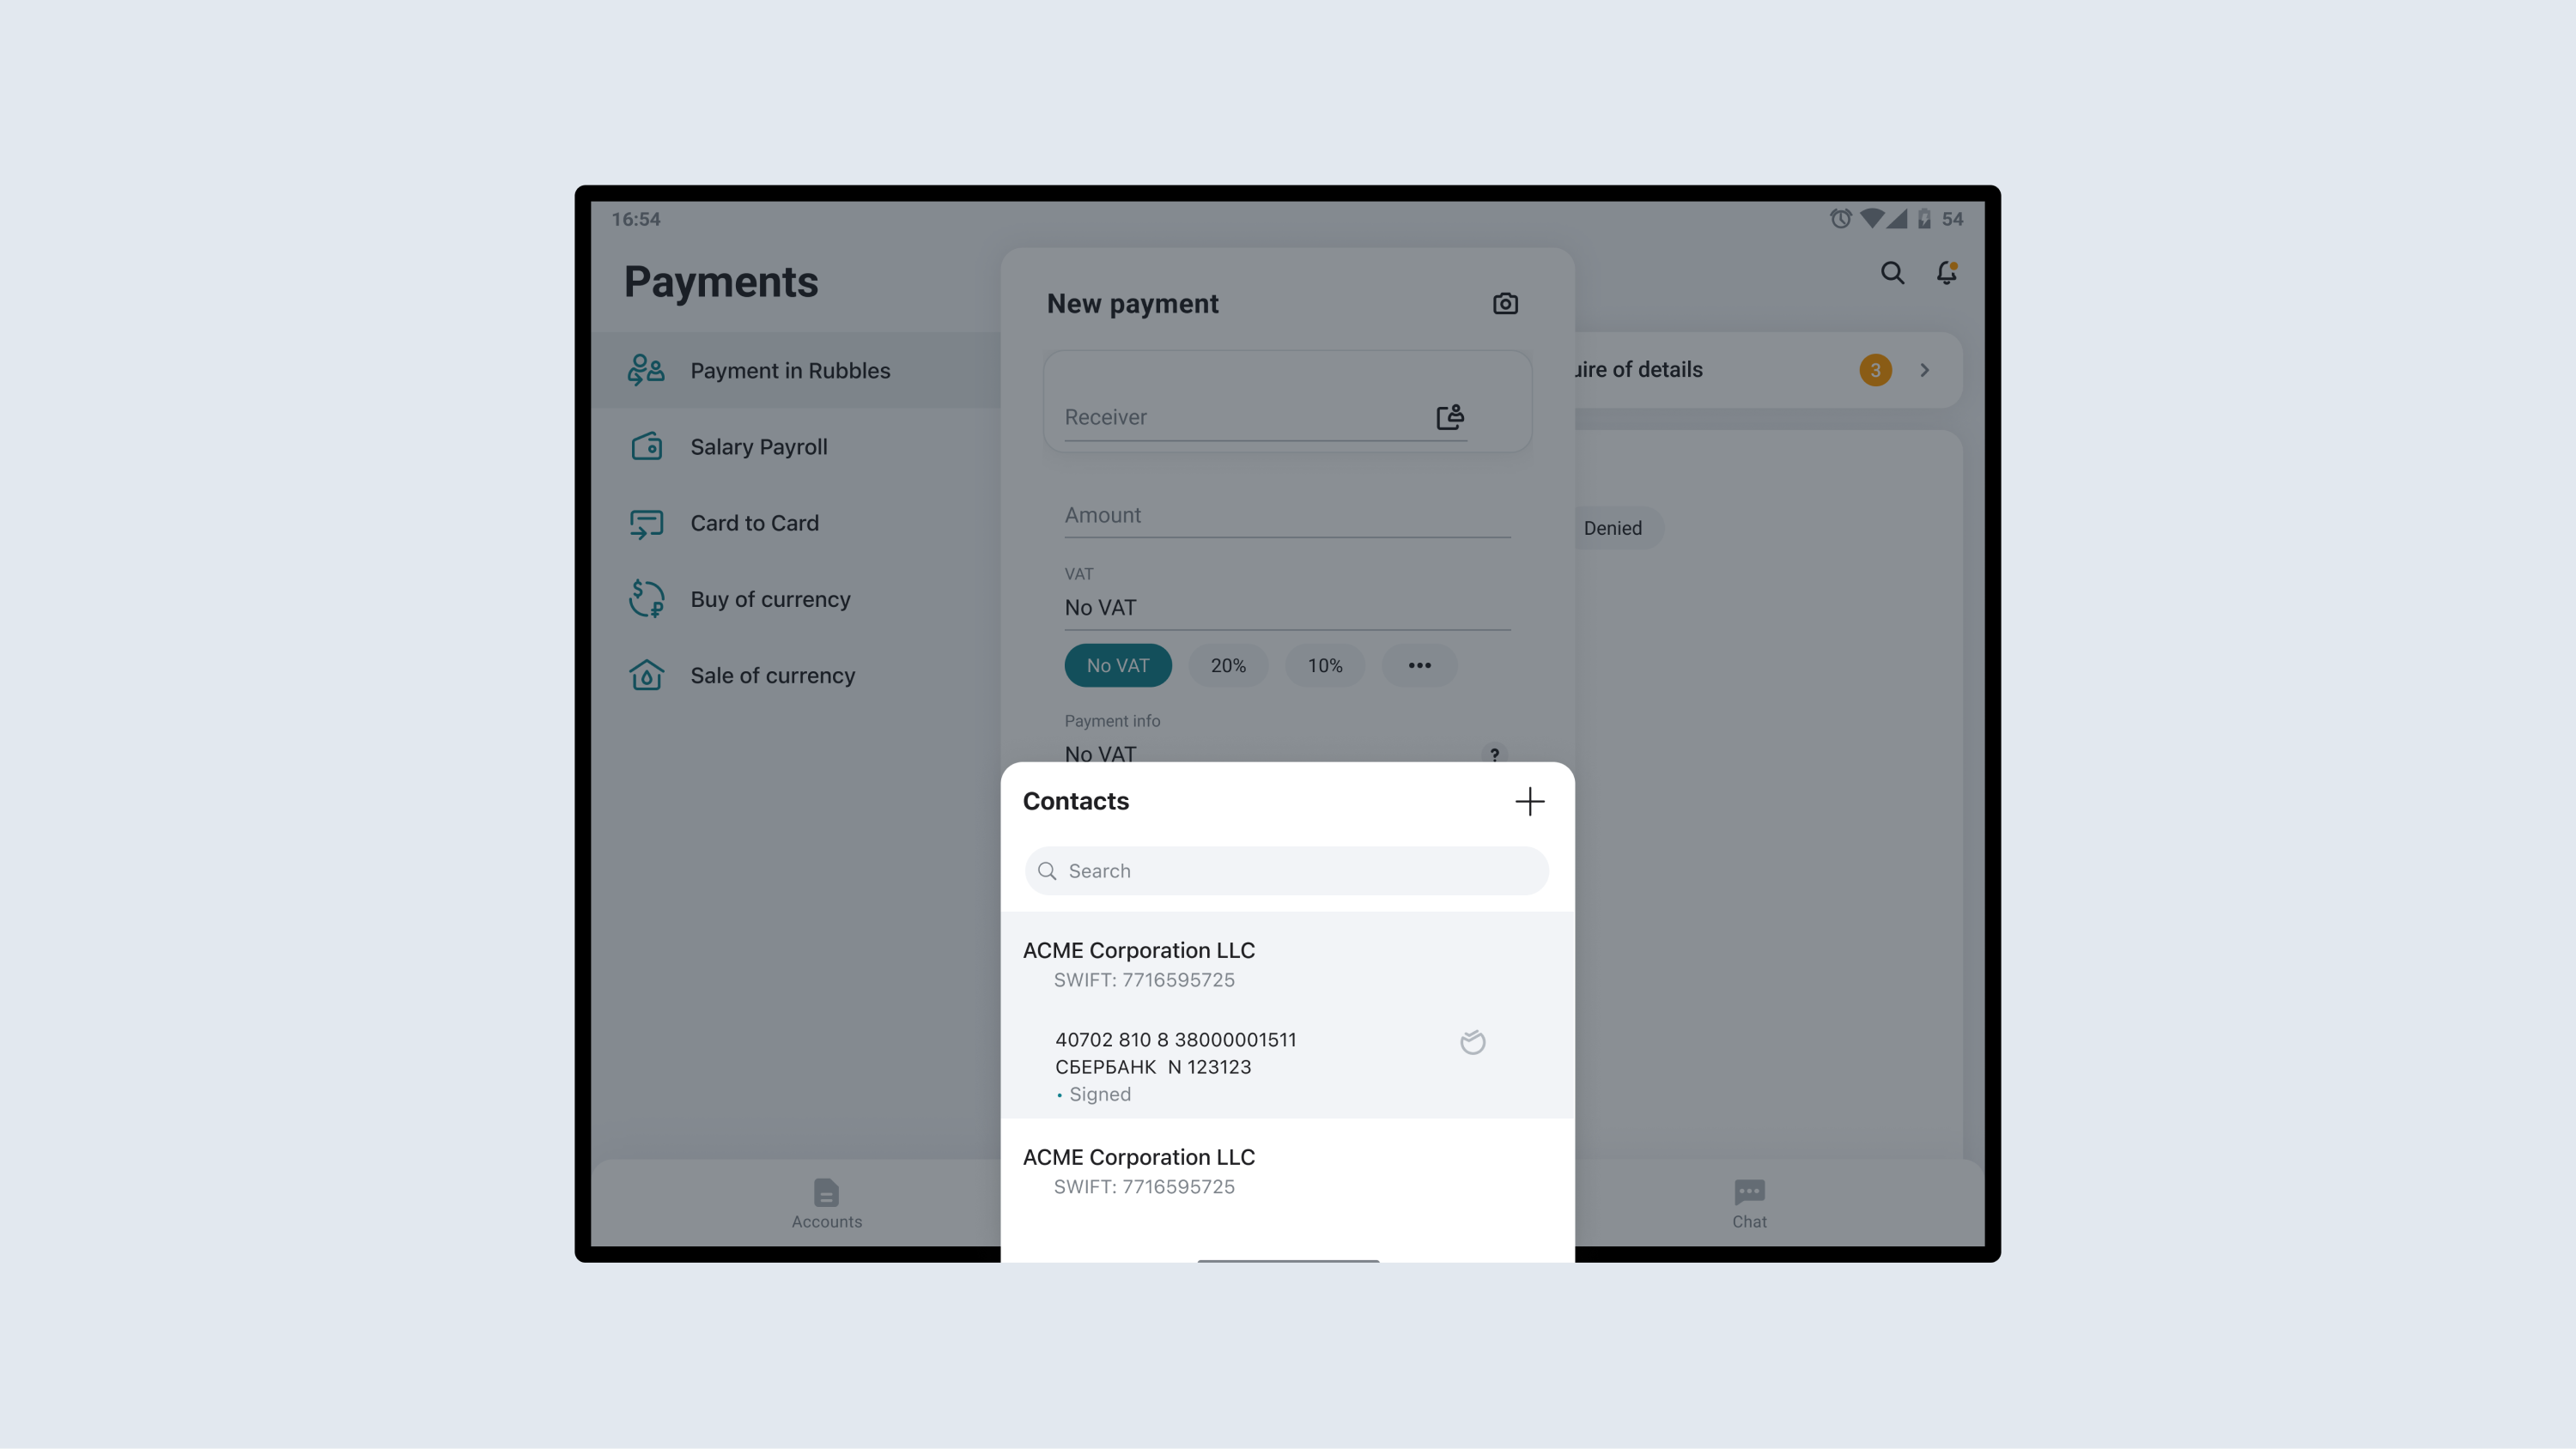 16:54
54
Payments
Payment in Rubbles
Salary Payroll
Card to Card
Buy of currency
Sale of currency
New payment
Receiver
Amount
VAT
No VAT
No VAT 20% 10% •••
Payment info
No VAT ?
uire of details 3
Denied
Contacts
Search
ACME Corporation LLC
SWIFT: 7716595725
40702 810 8 38000001511
СБЕРБАНК N 123123
• Signed
ACME Corporation LLC
SWIFT: 7716595725
Accounts
Chat